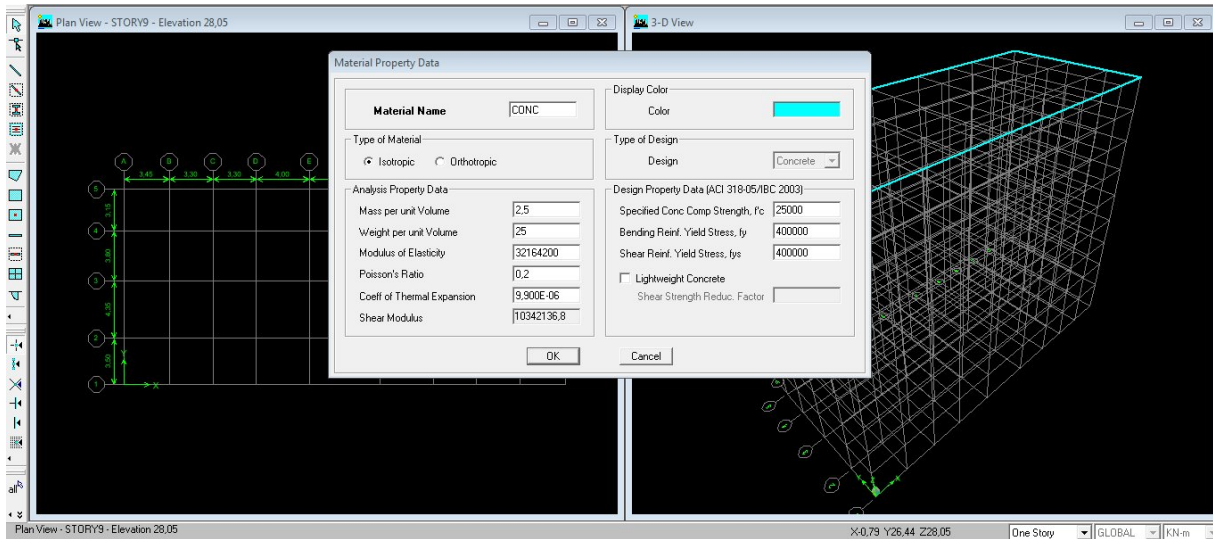 Plan View - STORY9 - Elevation 28,05
3-D View
Material Property Data
Material Name
CONC
Display Color
Color
Type of Material
Isotropic
Orthotropic
Type of Design
Design
Concrete
Analysis Property Data
Mass per unit Volume
2,5
Weight per unit Volume
25
Modulus of Elasticity
32164200
Poisson's Ratio
0,2
Coeff of Thermal Expansion
9,900E-06
Shear Modulus
10342136,8
Design Property Data (ACI 318-05/IBC 2003)
Specified Conc Comp Strength, f'c
25000
Bending Reinf. Yield Stress, fy
400000
Shear Reinf. Yield Stress, fys
400000
Lightweight Concrete
Shear Strength Reduc. Factor
OK
Cancel
A
B
C
D
E
3,45
3,30
3,30
4,00
5
3,15
4
3,80
3
4,35
2
3,50
1
Y
X
Z
X
all
Plan View - STORY9 - Elevation 28,05
X-0,79 Y26,44 Z28,05
One Story
GLOBAL
KN-m